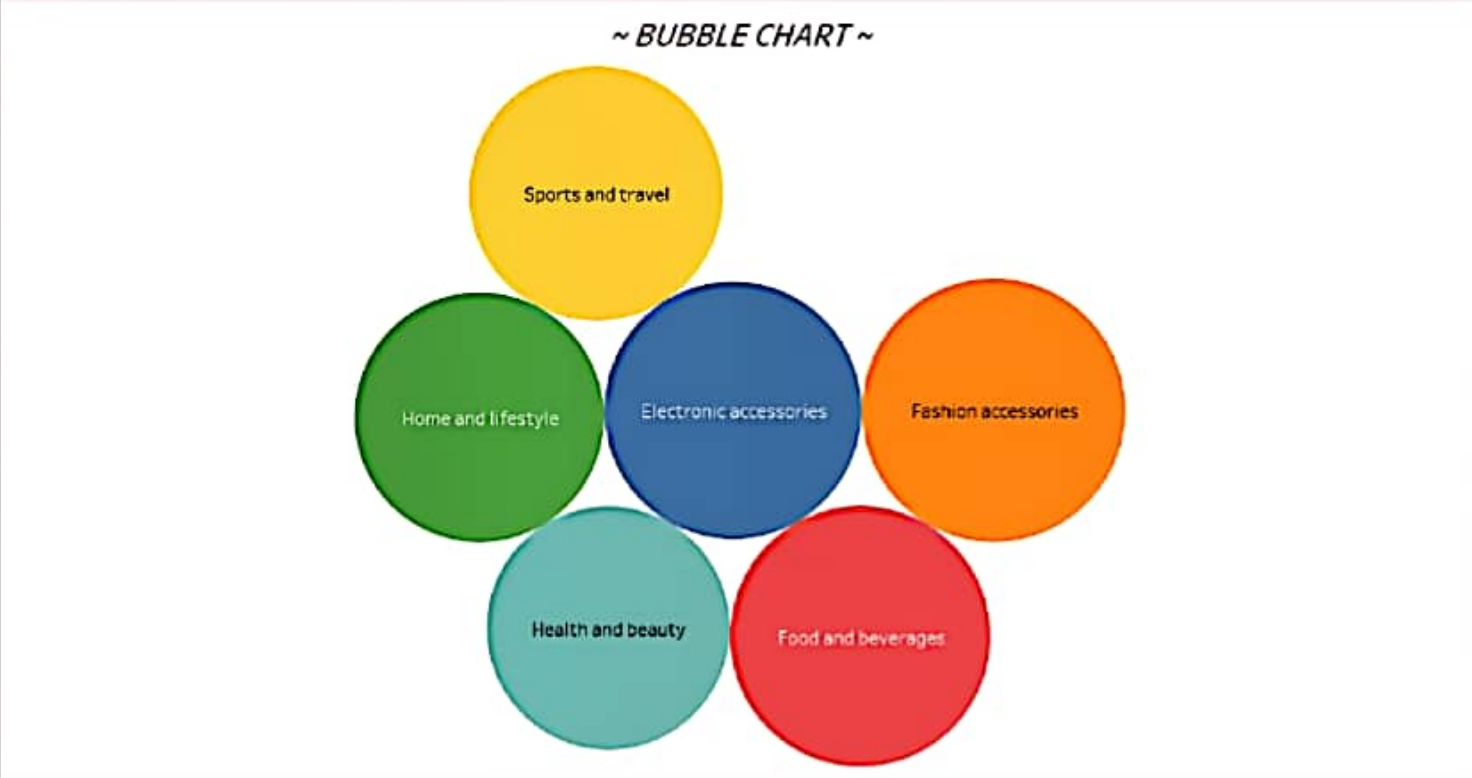 ~ BUBBLE CHART ~
Sports and travel
Home and lifestyle
Electronic accessories
Fashion accessories
Health and beauty
Food and beverages